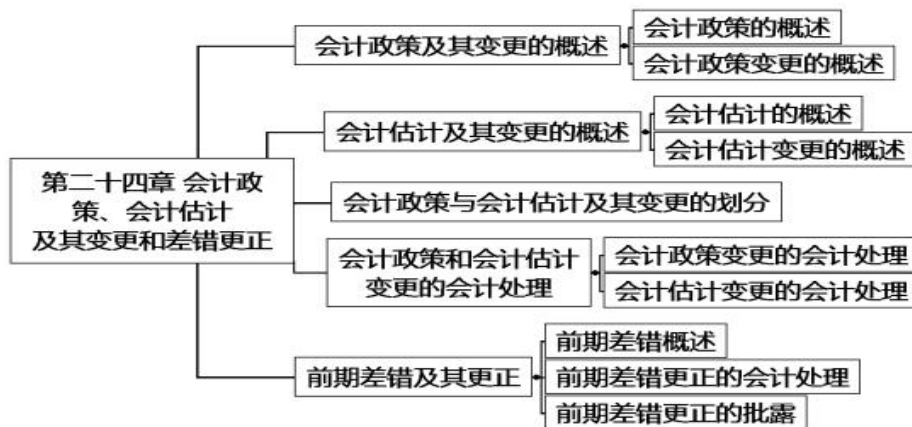 第二十四章 会计政
策、会计估计
及其变更和差错更正
会计政策及其变更的概述
会计政策的概述
会计政策变更的概述
会计估计及其变更的概述
会计估计的概述
会计估计变更的概述
会计政策与会计估计及其变更的划分
会计政策和会计估计
变更的会计处理
会计政策变更的会计处理
会计估计变更的会计处理
前期差错及其更正
前期差错概述
前期差错更正的会计处理
前期差错更正的批露